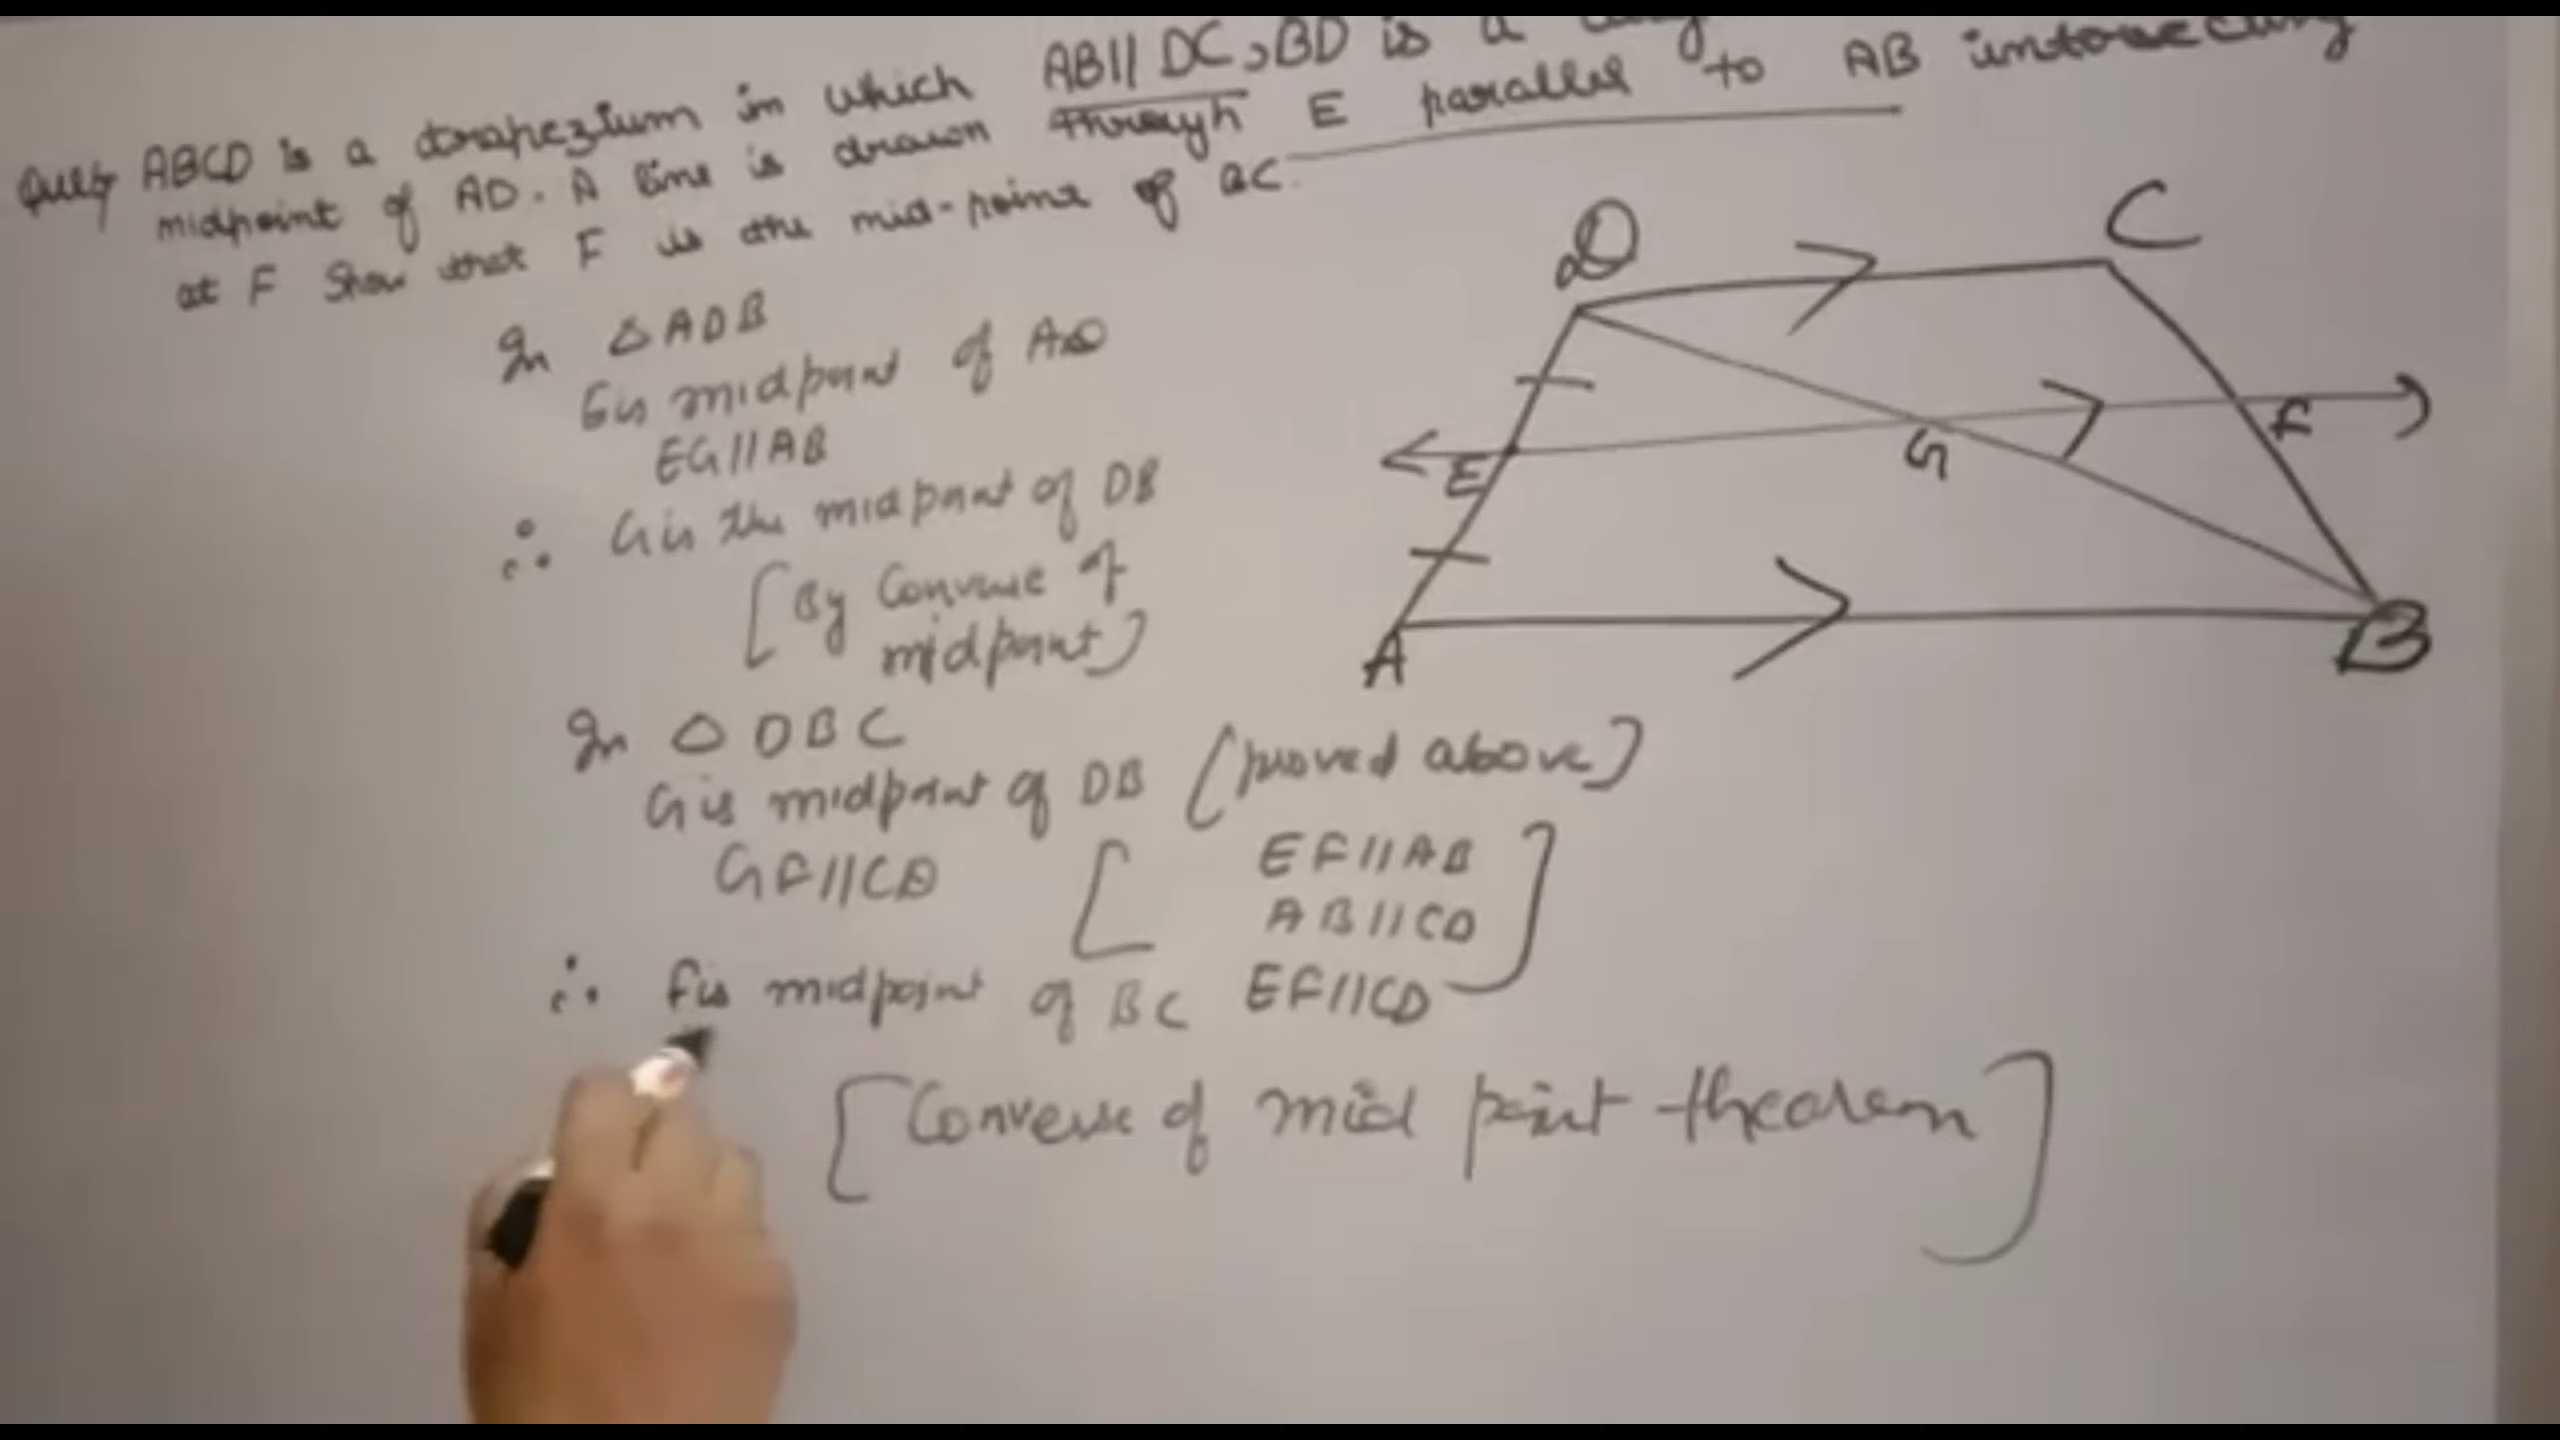 Ques ABCD is a trapezium in which AB || DC, BD is a
midpoint of AD. A line is drawn through E parallel to AB intersecting
at F Show that F is the mid-point of BC.
In △ ADB
E is midpoint of AD
EG || AB
∴ G is the midpoint of DB
[By Converse of
midpoint]
In △ DBC
G is midpoint of DB [proved above]
GF || CD [ EF || AB
AB || CD
EF || CD ]
∴ F is midpoint of BC
[Converse of mid point theorem]
D
C
E
G
F
A
B